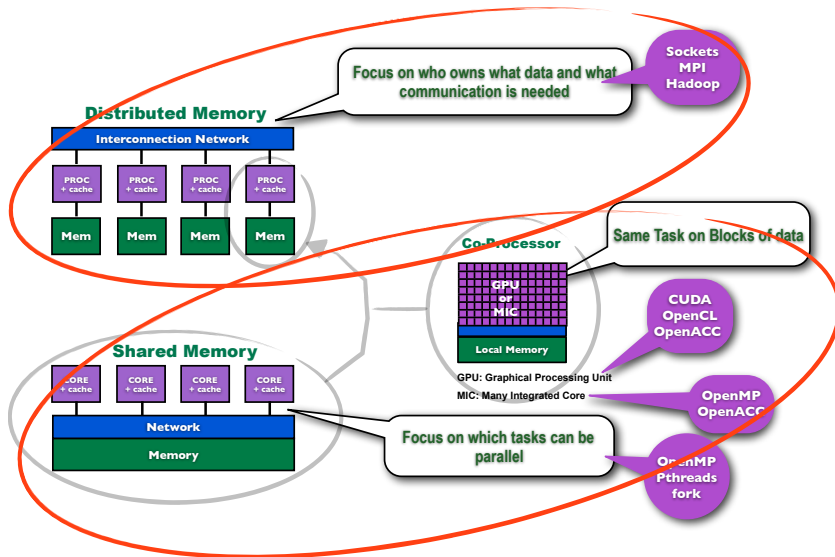 Sockets
MPI
Hadoop
Focus on who owns what data and what
communication is needed
Distributed Memory
Interconnection Network
PROC
+ cache
PROC
+ cache
PROC
+ cache
PROC
+ cache
Mem
Mem
Mem
Mem
Co-Processor
Same Task on Blocks of data
GPU
or
MIC
Local Memory
CUDA
OpenCL
OpenACC
GPU: Graphical Processing Unit
MIC: Many Integrated Core
OpenMP
OpenACC
Shared Memory
CORE
+ cache
CORE
+ cache
CORE
+ cache
CORE
+ cache
Network
Memory
Focus on which tasks can be
parallel
OpenMP
Pthreads
fork